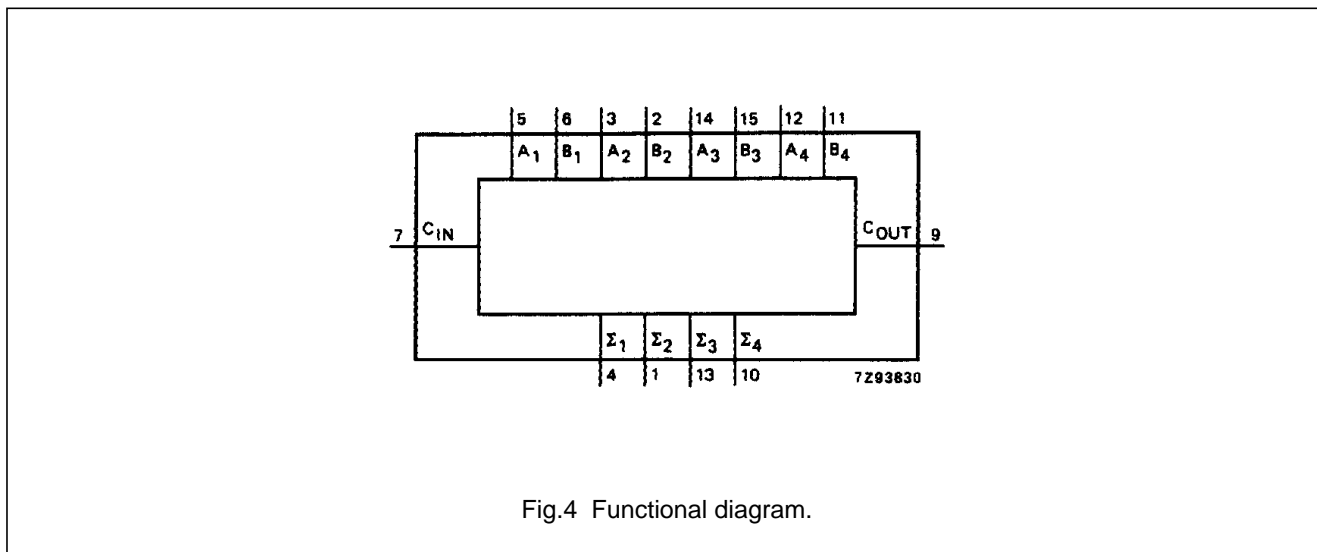 5 6 3 2 14 15 12 11
A1 B1 A2 B2 A3 B3 A4 B4
7 CIN COUT 9
Σ1 Σ2 Σ3 Σ4
4 1 13 10 7Z93830
Fig.4 Functional diagram.